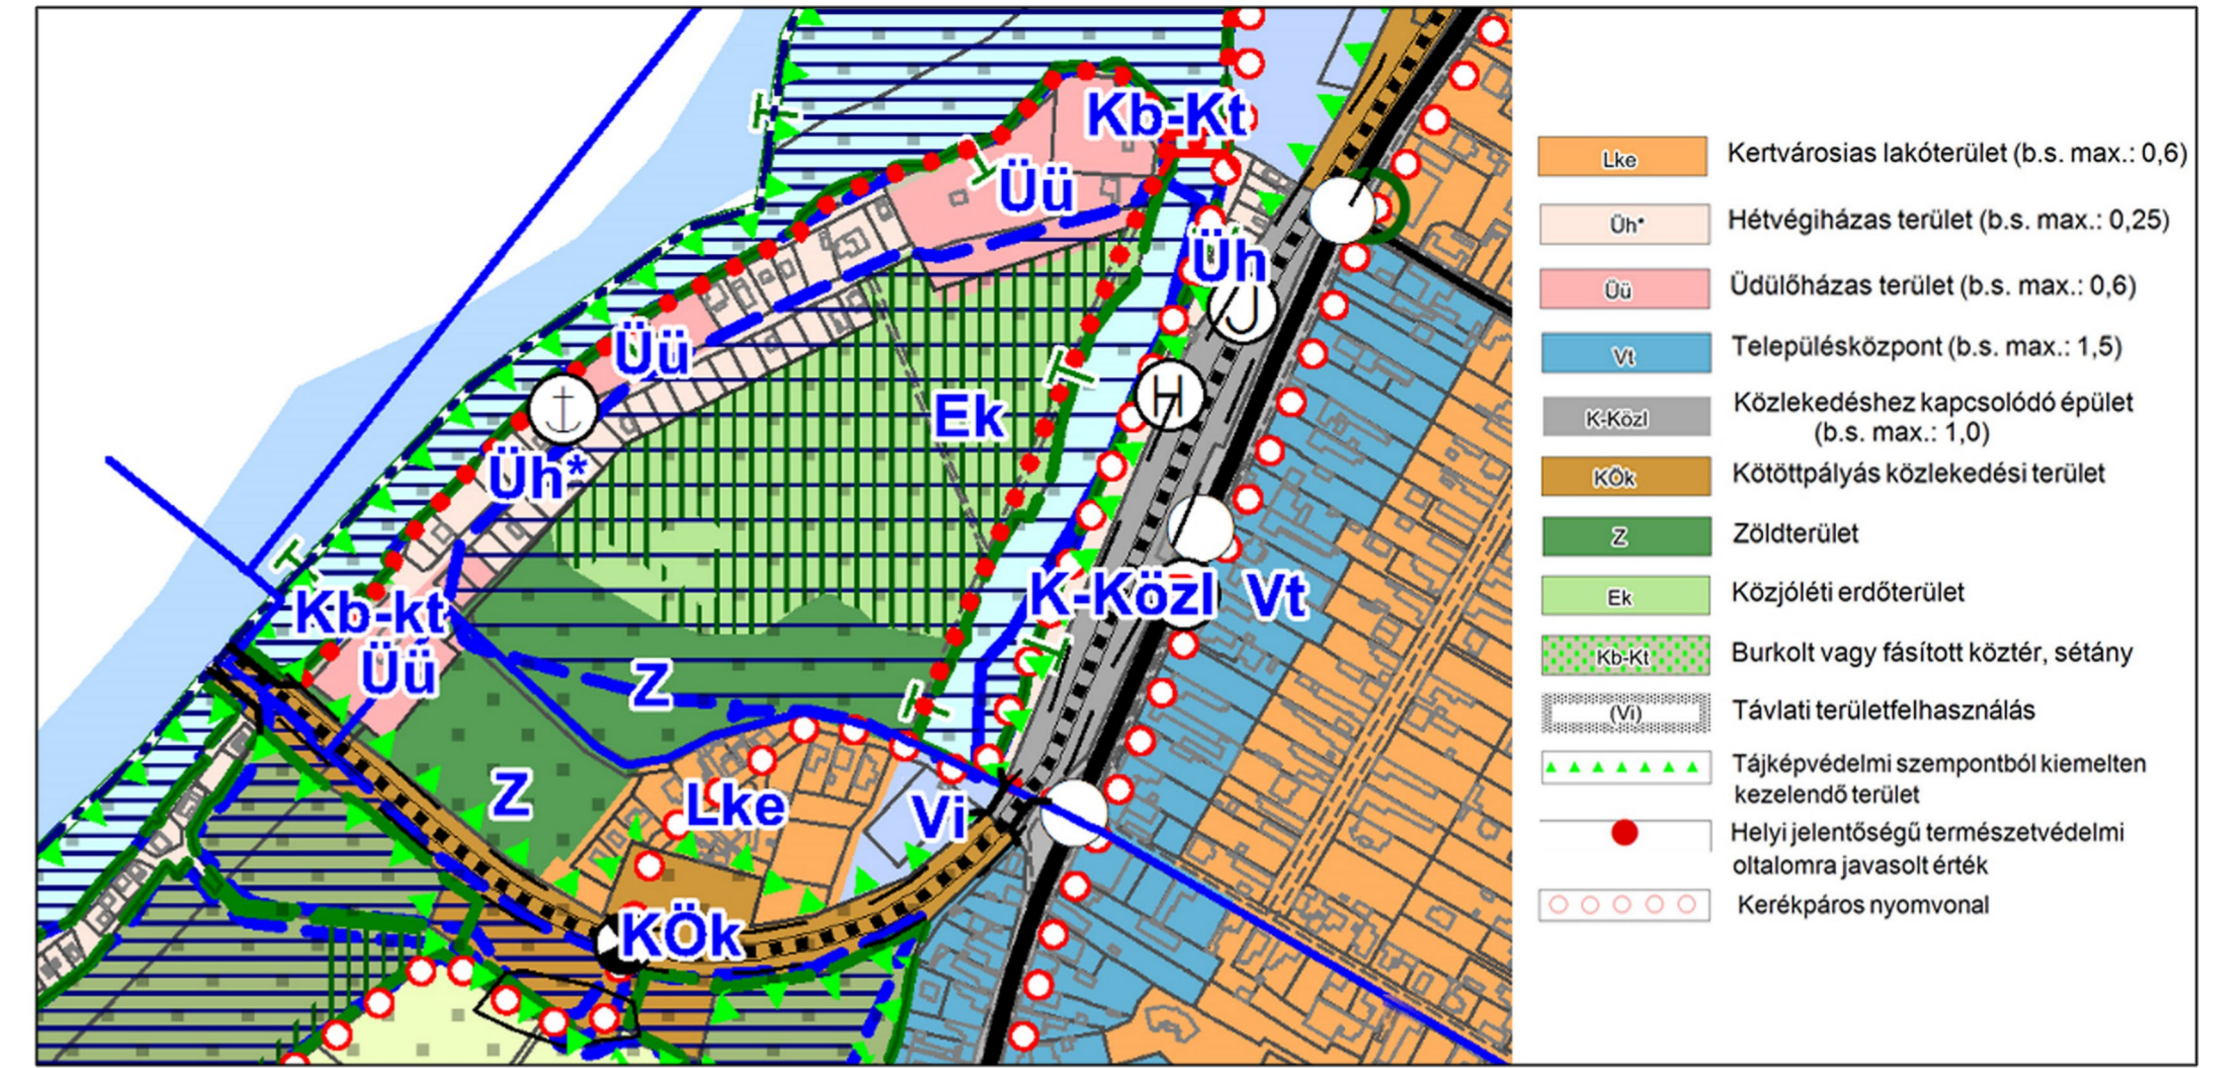 Kb-Kt
Üü
Üh
J
Üü
H
Ek
Üh*
Kb-kt
K-Közl
Vt
Üü
Z
Z
Lke
Vi
KÖk
Lke Kertvárosias lakóterület (b.s. max.: 0,6)
Üh* Hétvégiházas terület (b.s. max.: 0,25)
Üü Üdülőházas terület (b.s. max.: 0,6)
Vt Településközpont (b.s. max.: 1,5)
K-Közl Közlekedéshez kapcsolódó épület
(b.s. max.: 1,0)
KÖk Kötöttpályás közlekedési terület
Z Zöldterület
Ek Közjóléti erdőterület
Kb-Kt Burkolt vagy fásított köztér, sétány
(Vi) Távlati területfelhasználás
Tájképvédelmi szempontból kiemelten
kezelendő terület
Helyi jelentőségű természetvédelmi
oltalomra javasolt érték
Kerékpáros nyomvonal